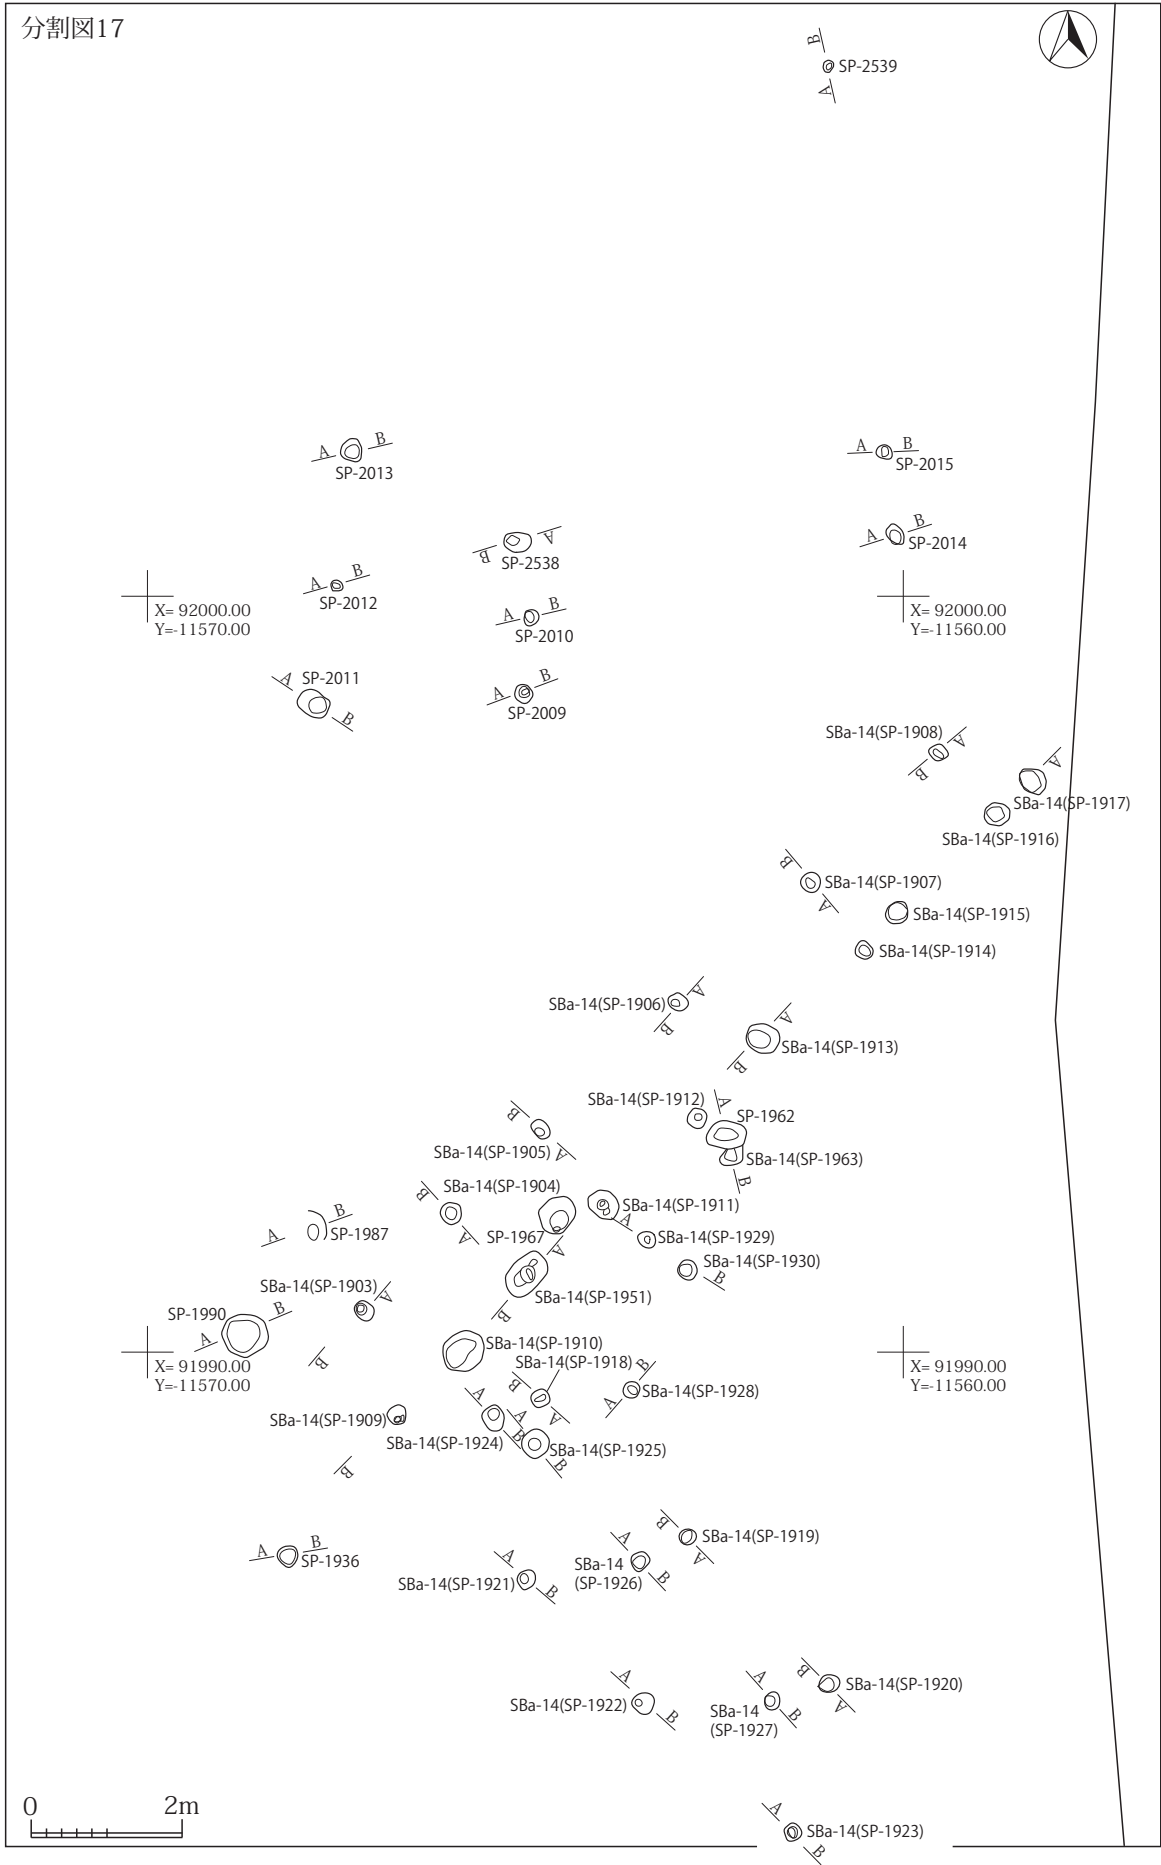 分割図17
B
SP-2539
A
A B
SP-2013
A B
SP-2015
A B
SP-2014
B A
SP-2538
A B
SP-2012
X= 92000.00
Y=-11570.00
A B
SP-2010
X= 92000.00
Y=-11560.00
A SP-2011
B
A B
SP-2009
SBa-14(SP-1908) A
B
A
SBa-14(SP-1917)
SBa-14(SP-1916)
B
SBa-14(SP-1907)
A
SBa-14(SP-1915)
SBa-14(SP-1914)
A
SBa-14(SP-1906)
B
A
SBa-14(SP-1913)
B
SBa-14(SP-1912) A
SP-1962
B
SBa-14(SP-1905) A
SBa-14(SP-1963)
B
B SBa-14(SP-1904)
A
SBa-14(SP-1911)
A
SP-1967
SBa-14(SP-1929)
A B
SP-1987
SBa-14(SP-1930)
B
A
SBa-14(SP-1951)
B
SBa-14(SP-1903) A
B
SP-1990
A B
X= 91990.00
Y=-11570.00
SBa-14(SP-1910)
SBa-14(SP-1918)
B
A
B
SBa-14(SP-1928)
A
X= 91990.00
Y=-11560.00
SBa-14(SP-1909)
B
A
SBa-14(SP-1924)
B
A
SBa-14(SP-1925)
B
A B
SP-1936
A
SBa-14(SP-1921)
B
A
SBa-14
(SP-1926)
B
B
SBa-14(SP-1919)
A
A
SBa-14(SP-1922)
B
A
SBa-14
(SP-1927)
B
B
SBa-14(SP-1920)
A
0 2m
A
SBa-14(SP-1923)
B